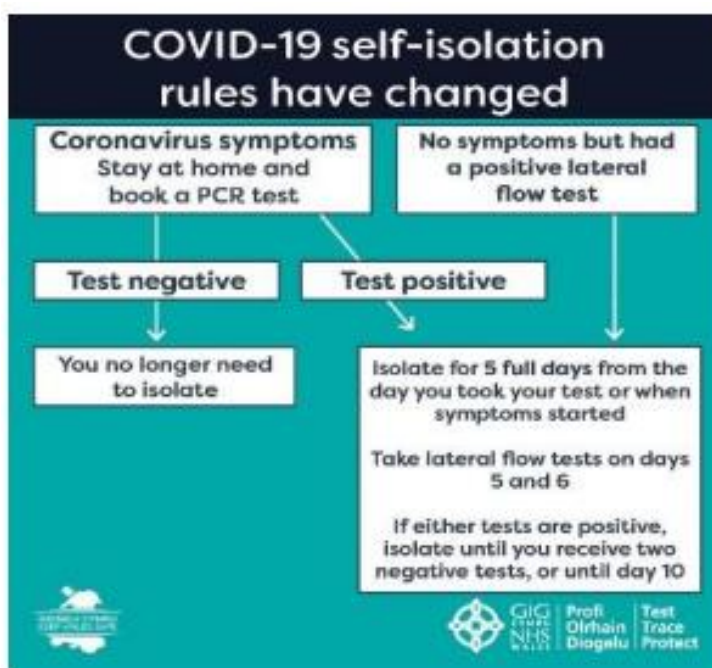 COVID-19 self-isolation
rules have changed
Coronavirus symptoms
Stay at home and
book a PCR test
No symptoms but had
a positive lateral
flow test
Test negative
Test positive
You no longer need
to isolate
Isolate for 5 full days from the
day you took your test or when
symptoms started
Take lateral flow tests on days
5 and 6
If either tests are positive,
isolate until you receive two
negative tests, or until day 10
GIG
CYMRU
NHS
WALES
Profi
Olrhain
Diogelu
Test
Trace
Protect